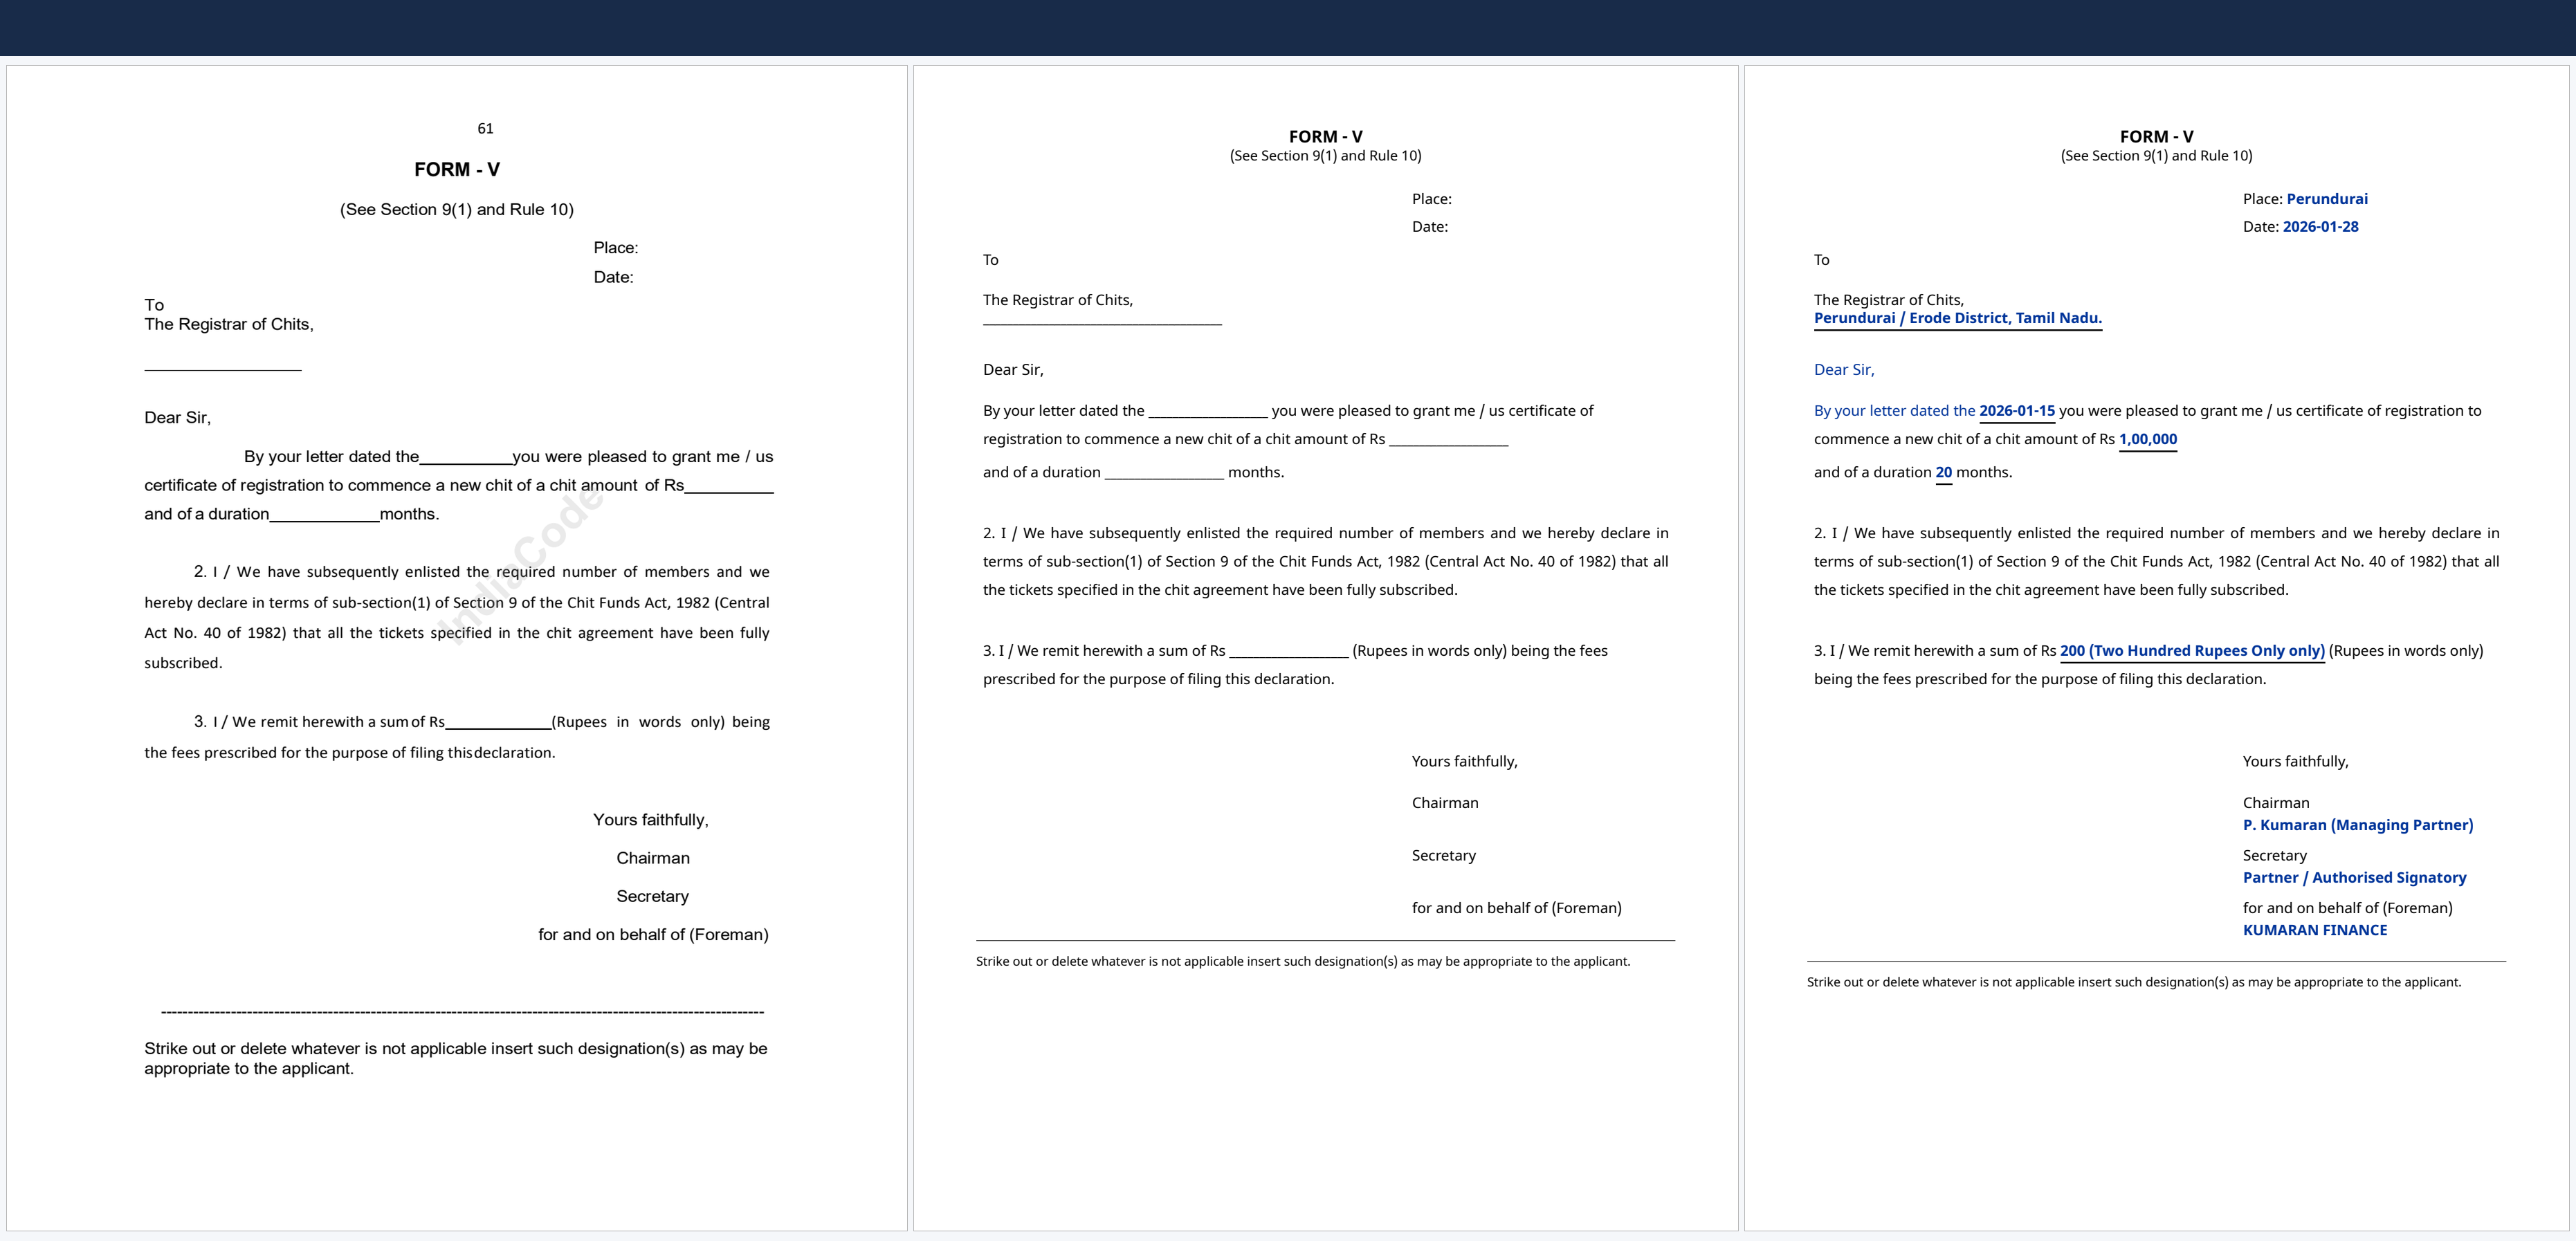 61
FORM - V
(See Section 9(1) and Rule 10)
Place:
Date:
To
The Registrar of Chits,
____________________
Dear Sir,
By your letter dated the___________you were pleased to grant me / us
certificate of registration to commence a new chit of a chit amount of Rs__________
and of a duration_____________months.
2. I / We have subsequently enlisted the required number of members and we
hereby declare in terms of sub-section(1) of Section 9 of the Chit Funds Act, 1982 (Central
Act No. 40 of 1982) that all the tickets specified in the chit agreement have been fully
subscribed.
3. I / We remit herewith a sum of Rs_____________(Rupees in words only) being
the fees prescribed for the purpose of filing this declaration.
Yours faithfully,
Chairman
Secretary
for and on behalf of (Foreman)
--------------------------------------------------------------------------------
Strike out or delete whatever is not applicable insert such designation(s) as may be
appropriate to the applicant.
IndiaCode
FORM - V
(See Section 9(1) and Rule 10)
Place:
Date:
To
The Registrar of Chits,
________________________________
Dear Sir,
By your letter dated the ________________ you were pleased to grant me / us certificate of
registration to commence a new chit of a chit amount of Rs ________________
and of a duration ________________ months.
2. I / We have subsequently enlisted the required number of members and we hereby declare in
terms of sub-section(1) of Section 9 of the Chit Funds Act, 1982 (Central Act No. 40 of 1982) that all
the tickets specified in the chit agreement have been fully subscribed.
3. I / We remit herewith a sum of Rs ________________ (Rupees in words only) being the fees
prescribed for the purpose of filing this declaration.
Yours faithfully,
Chairman
Secretary
for and on behalf of (Foreman)
Strike out or delete whatever is not applicable insert such designation(s) as may be appropriate to the applicant.
FORM - V
(See Section 9(1) and Rule 10)
Place: Perundurai
Date: 2026-01-28
To
The Registrar of Chits,
Perundurai / Erode District, Tamil Nadu.
Dear Sir,
By your letter dated the 2026-01-15 you were pleased to grant me / us certificate of registration to
commence a new chit of a chit amount of Rs 1,00,000
and of a duration 20 months.
2. I / We have subsequently enlisted the required number of members and we hereby declare in
terms of sub-section(1) of Section 9 of the Chit Funds Act, 1982 (Central Act No. 40 of 1982) that all
the tickets specified in the chit agreement have been fully subscribed.
3. I / We remit herewith a sum of Rs 200 (Two Hundred Rupees Only only) (Rupees in words only)
being the fees prescribed for the purpose of filing this declaration.
Yours faithfully,
Chairman
P. Kumaran (Managing Partner)
Secretary
Partner / Authorised Signatory
for and on behalf of (Foreman)
KUMARAN FINANCE
Strike out or delete whatever is not applicable insert such designation(s) as may be appropriate to the applicant.